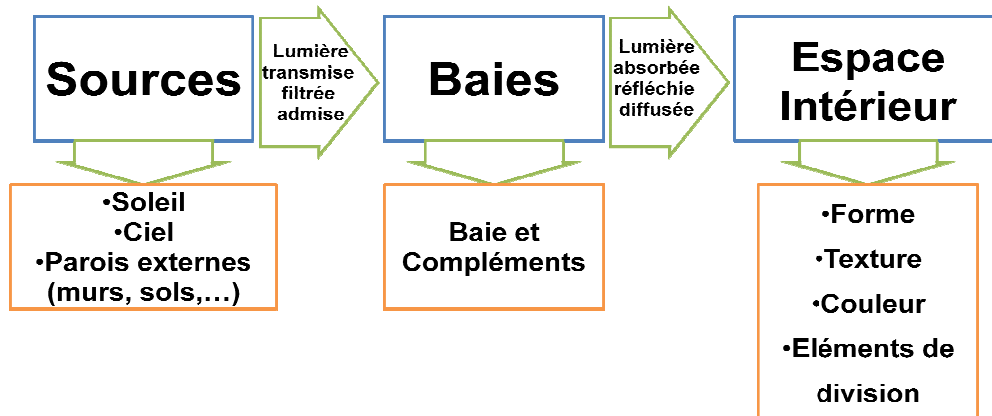 Sources
Lumière
transmise
filtrée
admise
Baies
Lumière
absorbée
réfléchie
diffusée
Espace
Intérieur
•Soleil
•Ciel
•Parois externes
(murs, sols,…)
Baie et
Compléments
•Forme
•Texture
•Couleur
•Eléments de
division